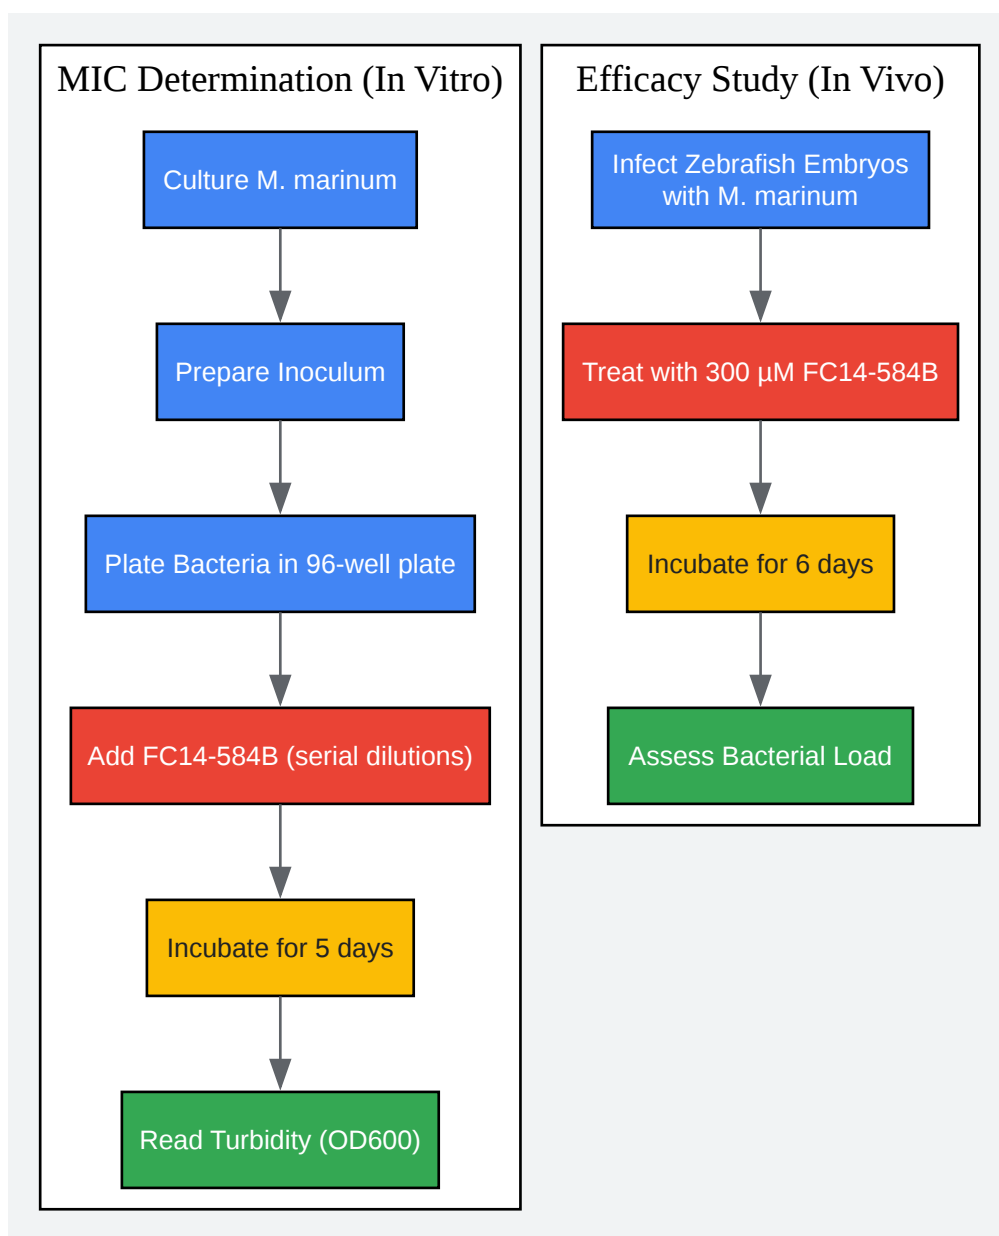 MIC Determination (In Vitro)
Culture M. marinum
Prepare Inoculum
Plate Bacteria in 96-well plate
Add FC14-584B (serial dilutions)
Incubate for 5 days
Read Turbidity (OD600)
Efficacy Study (In Vivo)
Infect Zebrafish Embryos
with M. marinum
Treat with 300 µM FC14-584B
Incubate for 6 days
Assess Bacterial Load